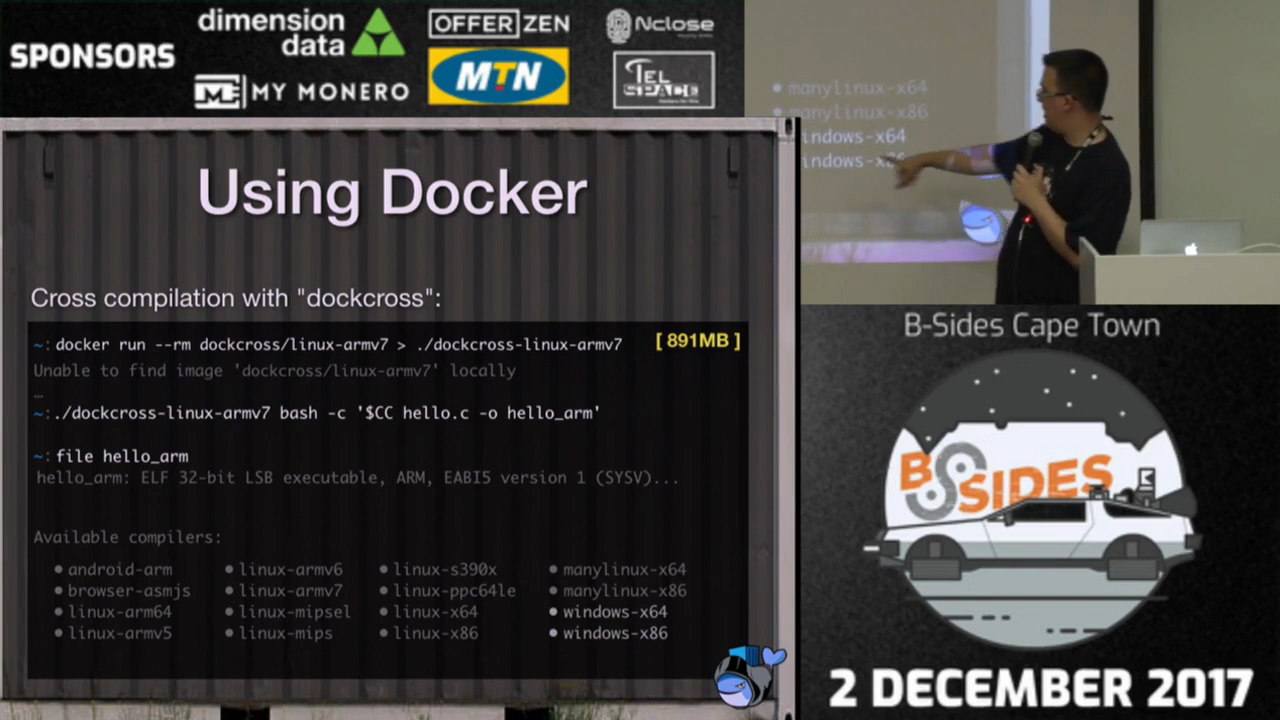 SPONSORS
dimension
data
MY MONERO
OFFERZEN
MTN
Nclose
TEL
SPACE
Using Docker
Cross compilation with "dockcross":
~: docker run --rm dockcross/linux-armv7 > ./dockcross-linux-armv7 [ 891MB ]
Unable to find image 'dockcross/linux-armv7' locally
…
~: ./dockcross-linux-armv7 bash -c '$CC hello.c -o hello_arm'
~: file hello_arm
hello_arm: ELF 32-bit LSB executable, ARM, EABI5 version 1 (SYSV)...
Available compilers:
• android-arm • linux-armv6 • linux-s390x • manylinux-x64
• browser-asmjs • linux-armv7 • linux-ppc64le • manylinux-x86
• linux-arm64 • linux-mipsel • linux-x64 • windows-x64
• linux-armv5 • linux-mips • linux-x86 • windows-x86
• manylinux-x64
• manylinux-x86
indows-x64
indows-x86
B-Sides Cape Town
BSIDES
2 DECEMBER 2017